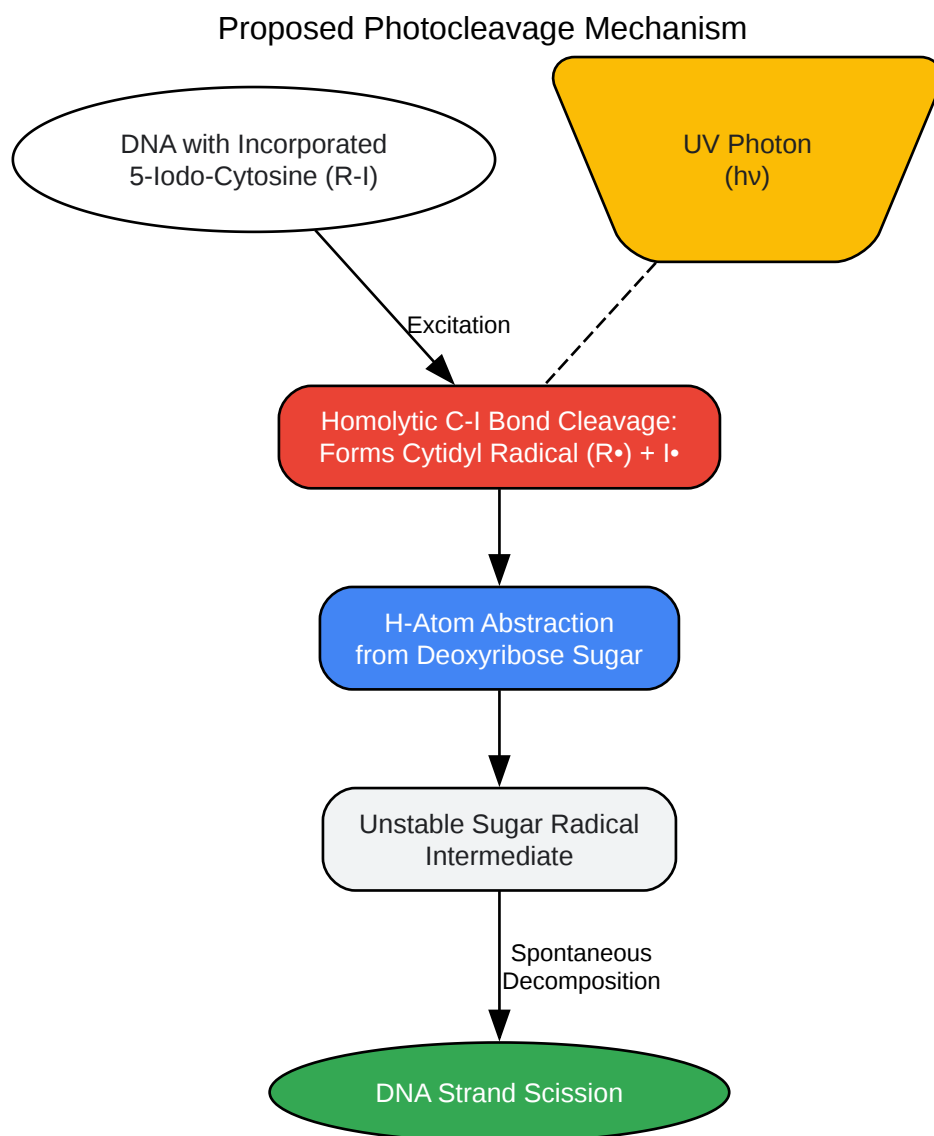 Proposed Photocleavage Mechanism
DNA with Incorporated
5-Iodo-Cytosine (R-I)
UV Photon
(hν)
Excitation
Homolytic C-I Bond Cleavage:
Forms Cytidyl Radical (R•) + I•
H-Atom Abstraction
from Deoxyribose Sugar
Unstable Sugar Radical
Intermediate
Spontaneous
Decomposition
DNA Strand Scission